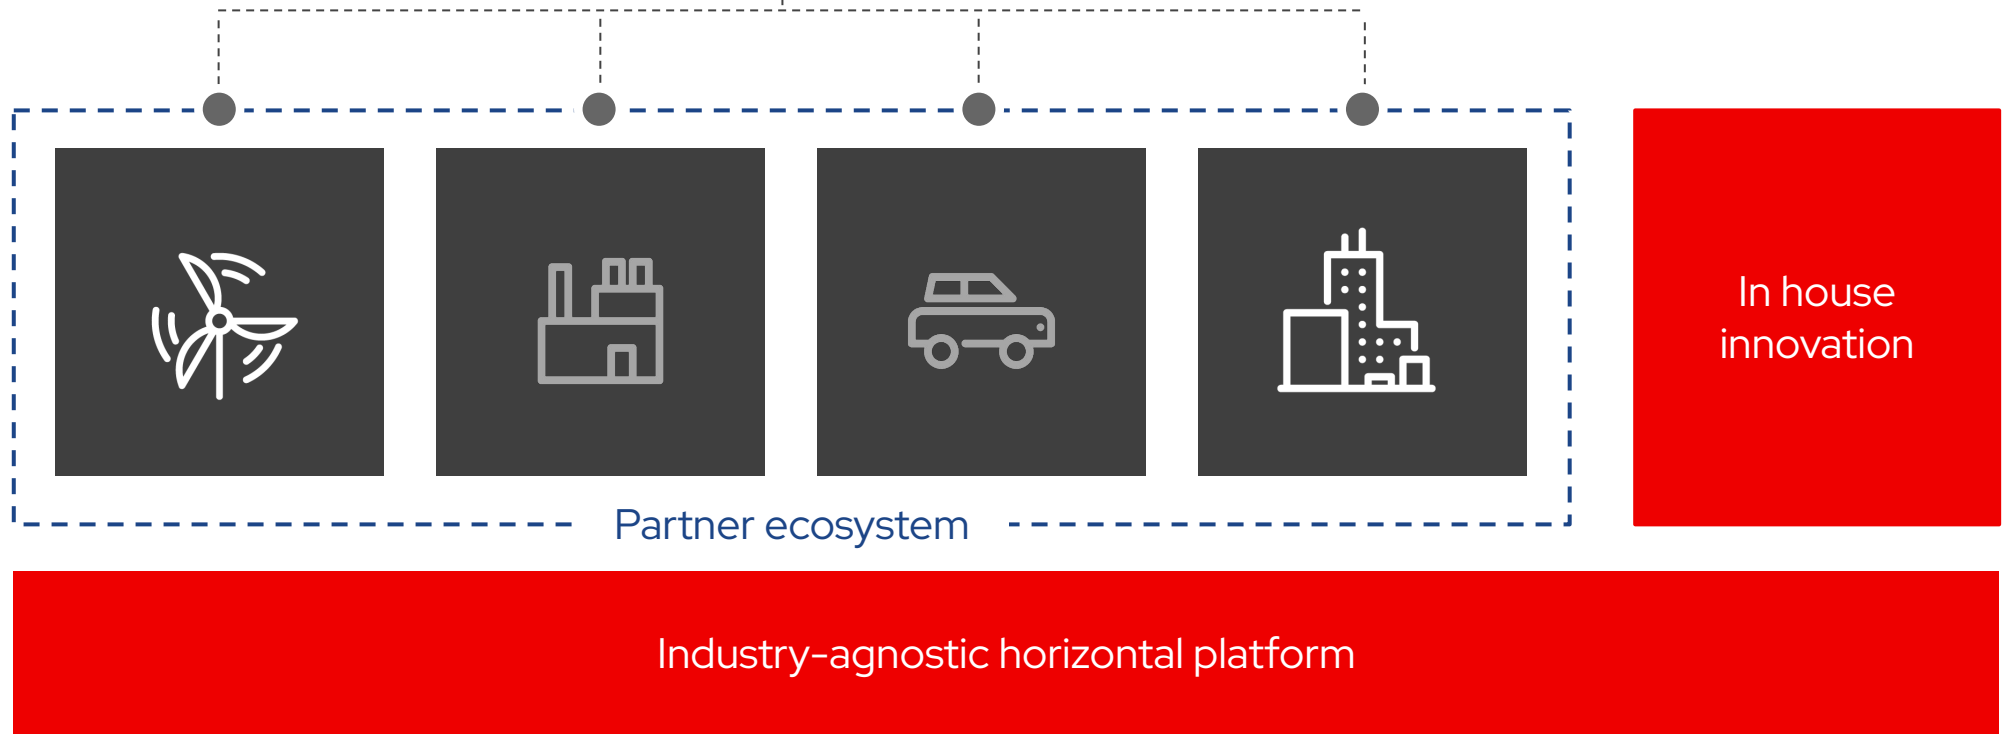 In house
innovation
Partner ecosystem
Industry-agnostic horizontal platform